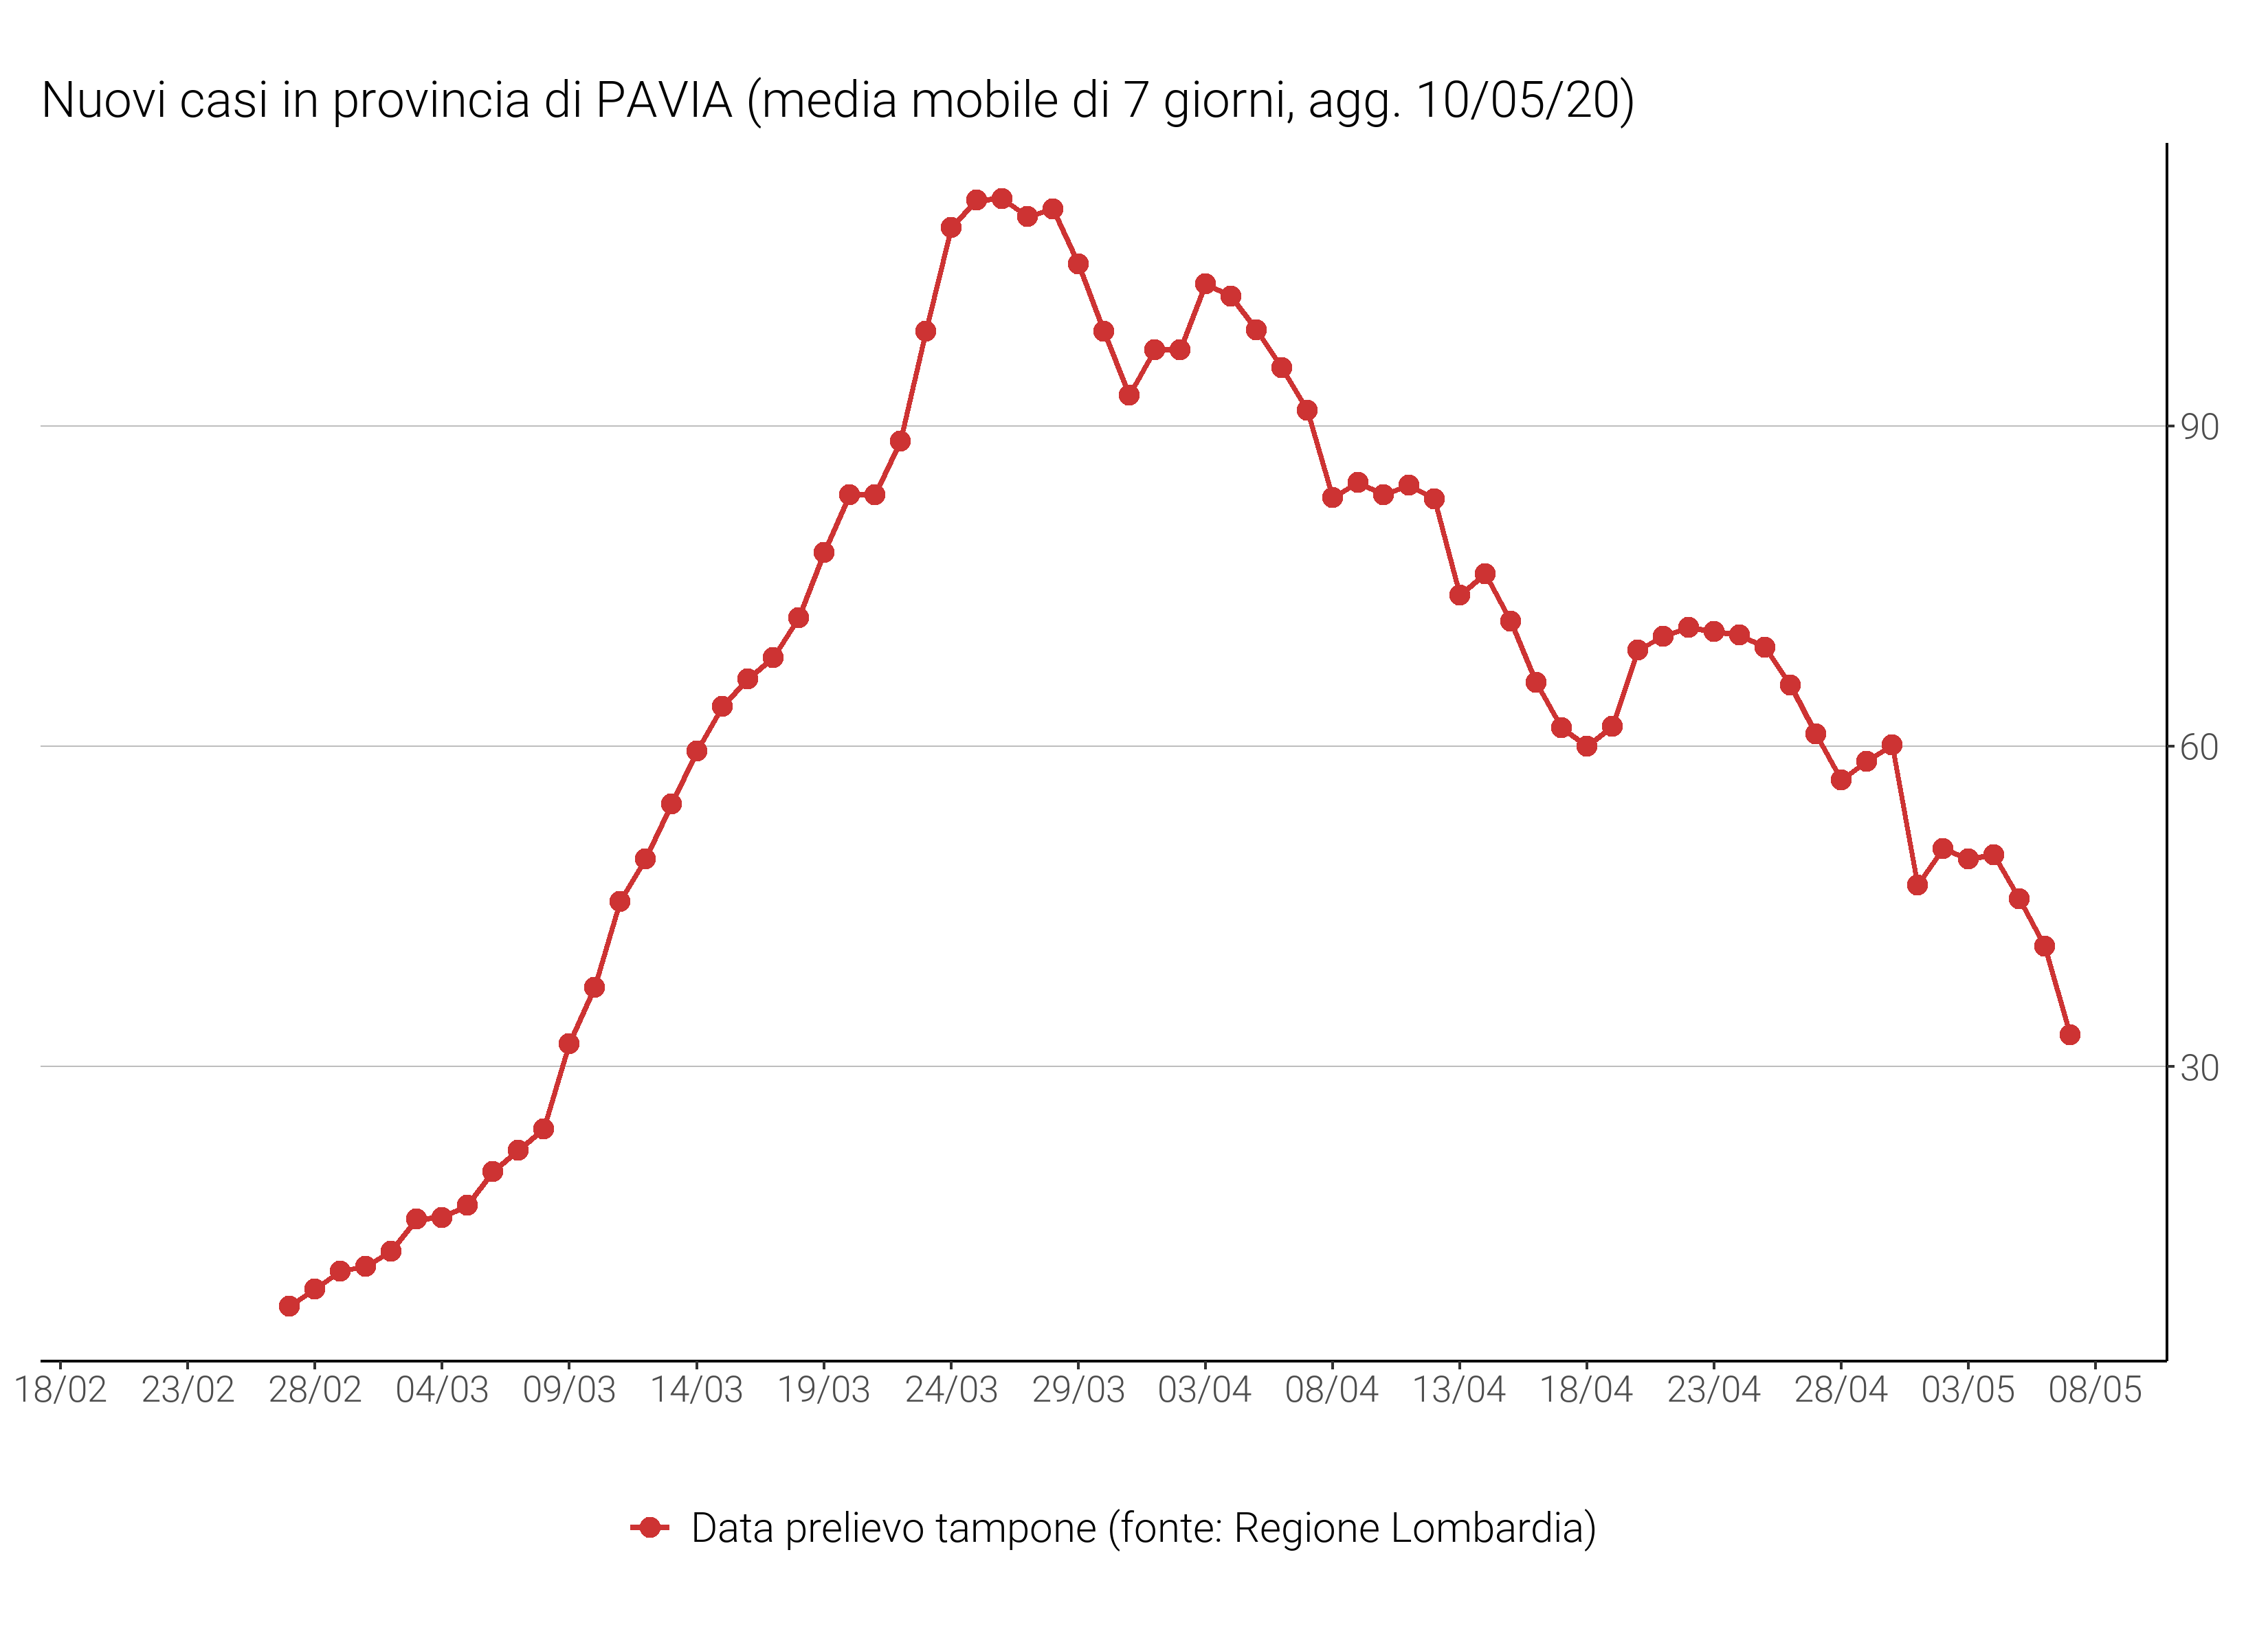 Nuovi casi in provincia di PAVIA (media mobile di 7 giorni, agg. 10/05/20)
90
60
30
18/02 23/02 28/02 04/03 09/03 14/03 19/03 24/03 29/03 03/04 08/04 13/04 18/04 23/04 28/04 03/05 08/05
Data prelievo tampone (fonte: Regione Lombardia)